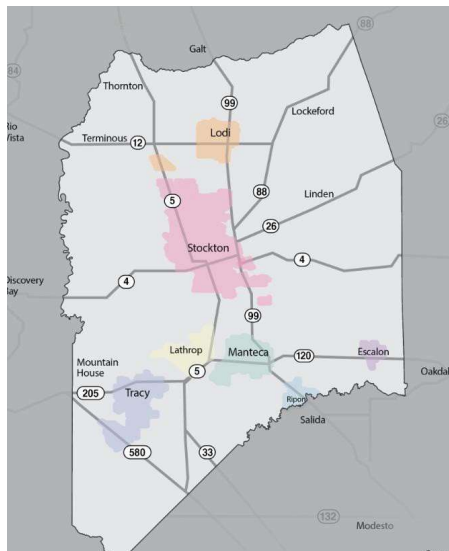 88
Galt
84
Thornton
99
Lockeford
26
Rio
Vista
Terminous
12
Lodi
5
88
Linden
26
Stockton
4
4
Discovery
Bay
99
Lathrop
Manteca
120
Escalon
Mountain
House
5
Oakdal
205
Tracy
Ripon
Salida
580
33
132
Modesto